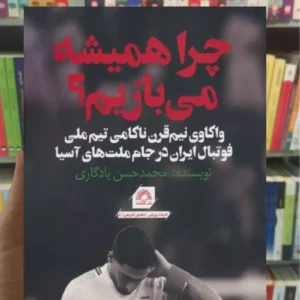 چرا همیشه
می‌بازیم؟
واکاوی نیم‌قرن ناکامی تیم ملی
فوتبال ایران در جام ملت‌های آسیا
نویسنده: محمدحسن یادگاری